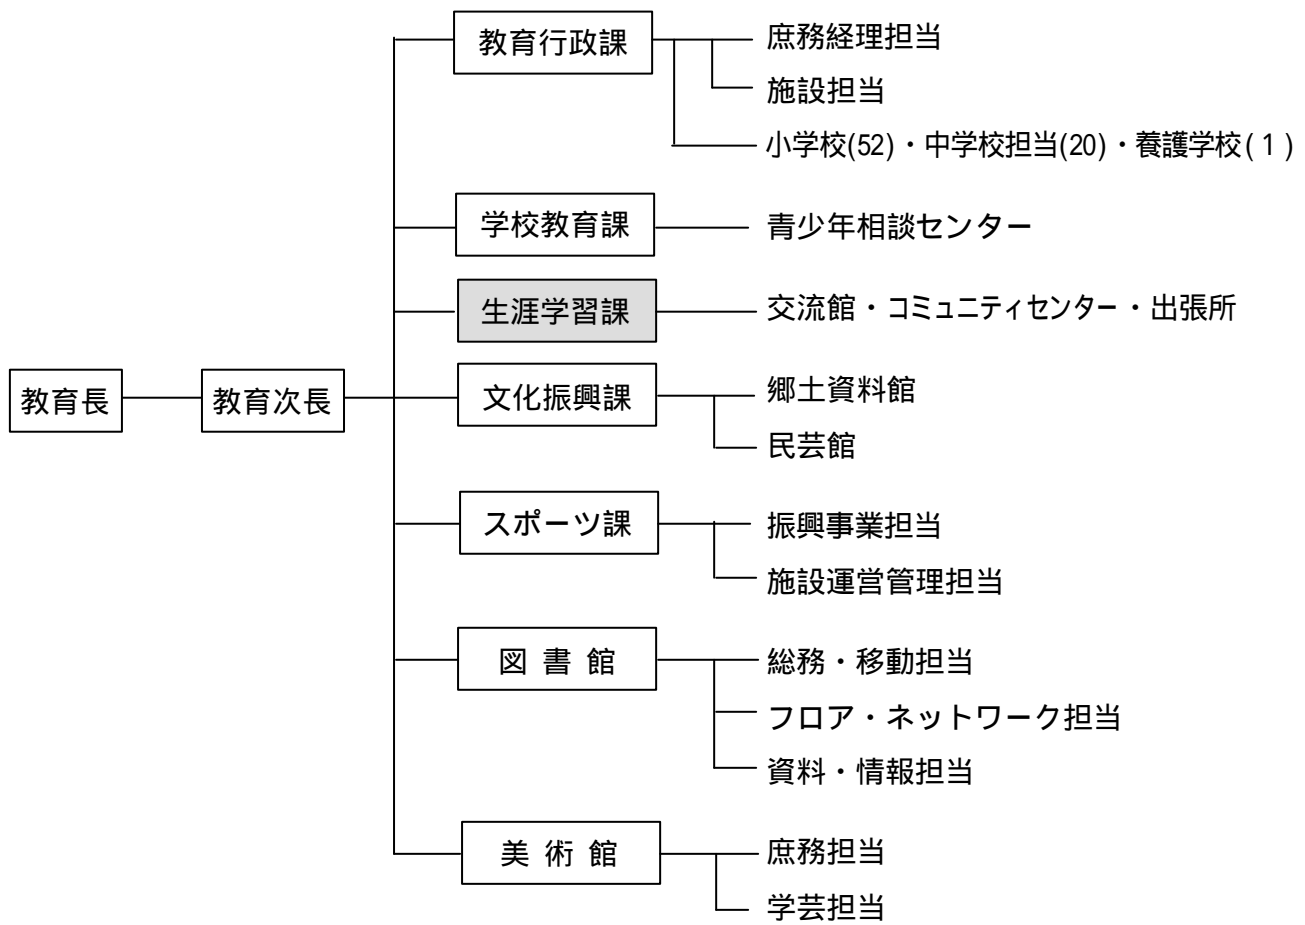 教育長
教育次長
教育行政課
庶務経理担当
施設担当
小学校(52)・中学校担当(20)・養護学校(1)
学校教育課
青少年相談センター
生涯学習課
交流館・コミュニティセンター・出張所
文化振興課
郷土資料館
民芸館
スポーツ課
振興事業担当
施設運営管理担当
図書館
総務・移動担当
フロア・ネットワーク担当
資料・情報担当
美術館
庶務担当
学芸担当